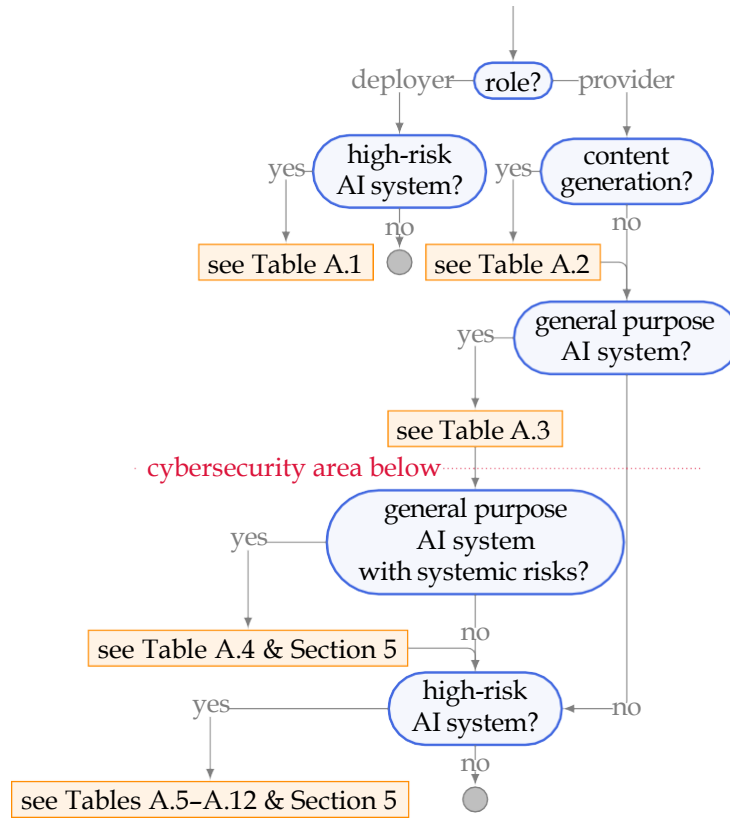 role?
deployer
provider
high-risk
AI system?
content
generation?
yes
yes
no
no
see Table A.1
see Table A.2
general purpose
AI system?
yes
see Table A.3
cybersecurity area below
general purpose
AI system
with systemic risks?
yes
no
see Table A.4 & Section 5
high-risk
AI system?
yes
no
no
see Tables A.5–A.12 & Section 5